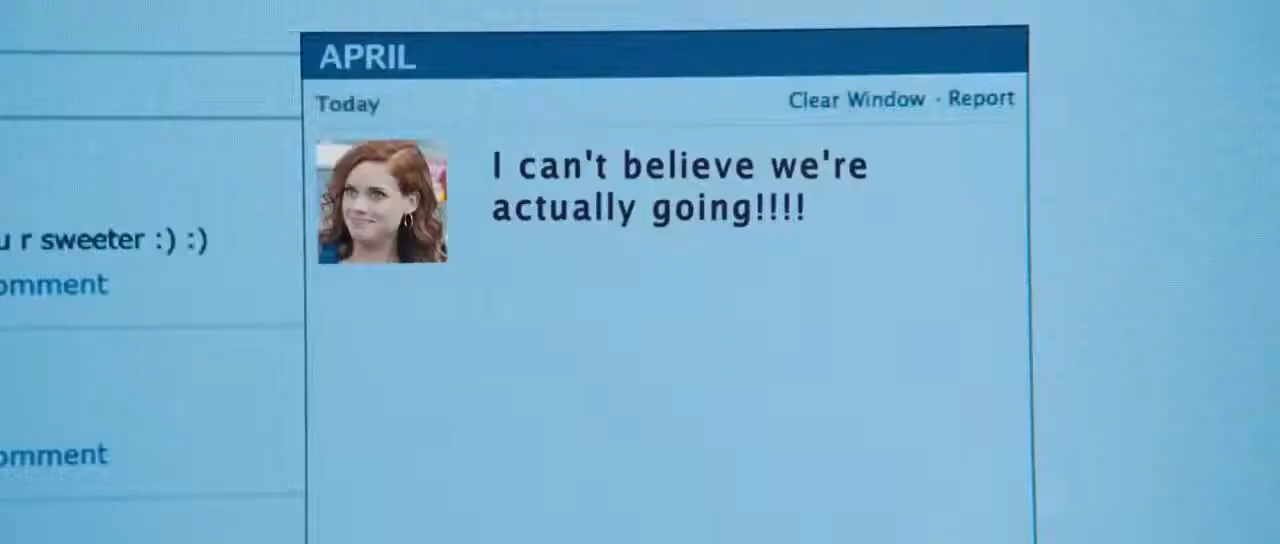 APRIL
Today
Clear Window · Report
I can't believe we're
actually going!!!!
u r sweeter :) :)
omment
omment